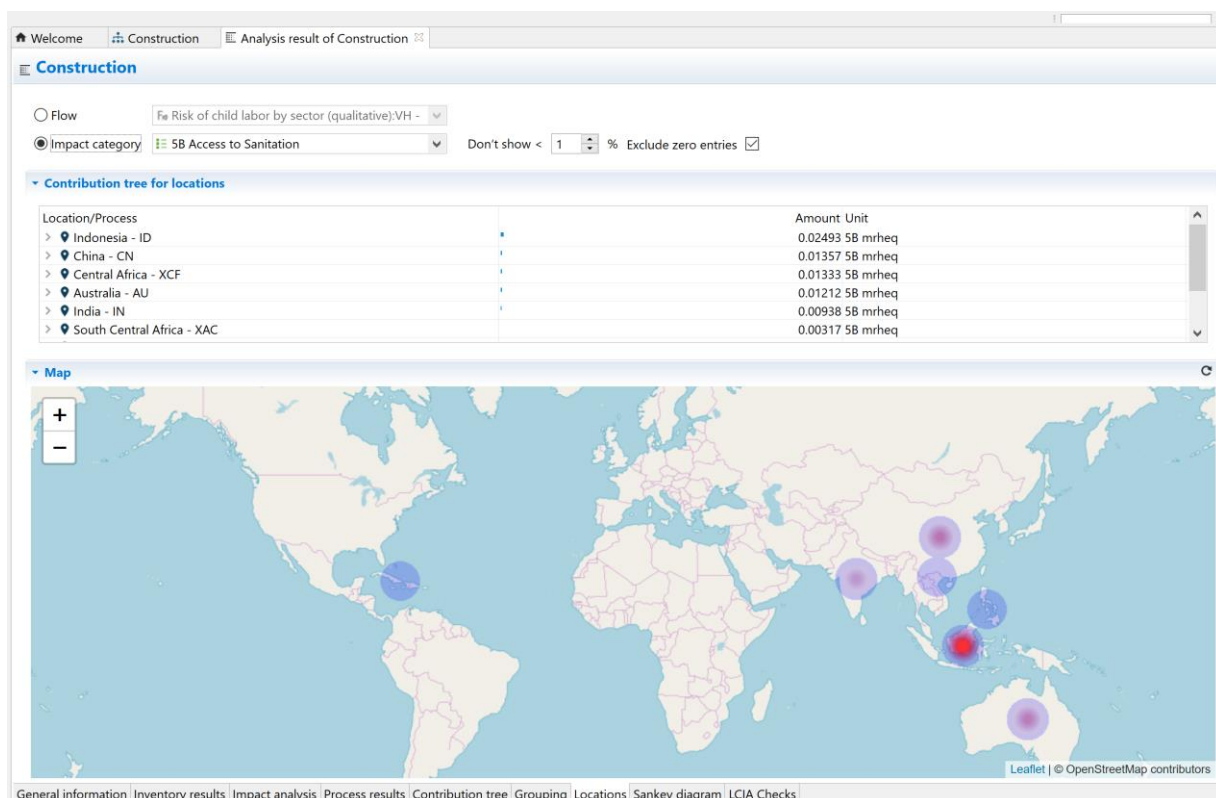 Welcome Construction Analysis result of Construction
Construction
Flow Risk of child labor by sector (qualitative):VH -
Impact category 5B Access to Sanitation Don't show < 1 % Exclude zero entries
Contribution tree for locations
Location/Process Amount Unit
Indonesia - ID 0.02493 5B mrheq
China - CN 0.01357 5B mrheq
Central Africa - XCF 0.01333 5B mrheq
Australia - AU 0.01212 5B mrheq
India - IN 0.00938 5B mrheq
South Central Africa - XAC 0.00317 5B mrheq
Map
+
−
Leaflet | © OpenStreetMap contributors
General information Inventory results Impact analysis Process results Contribution tree Grouping Locations Sankey diagram LCIA Checks